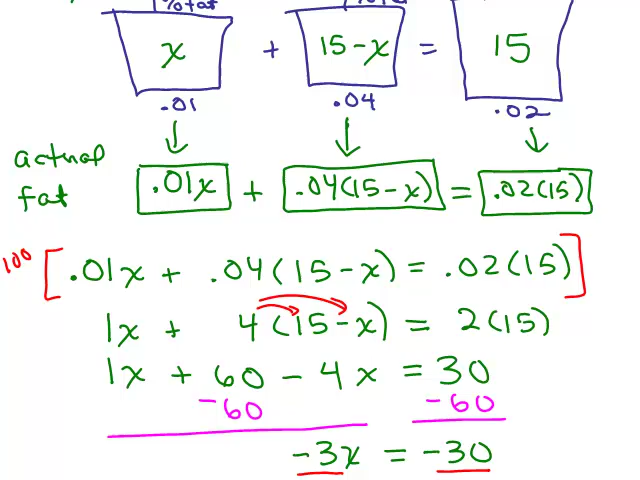 % fat
x + 15 - x = 15
.01 .04 .02
actual
fat
.01x + .04(15 - x) = .02(15)
100 [.01x + .04(15 - x) = .02(15)]
1x + 4(15 - x) = 2(15)
1x + 60 - 4x = 30
-60 -60
-3x = -30